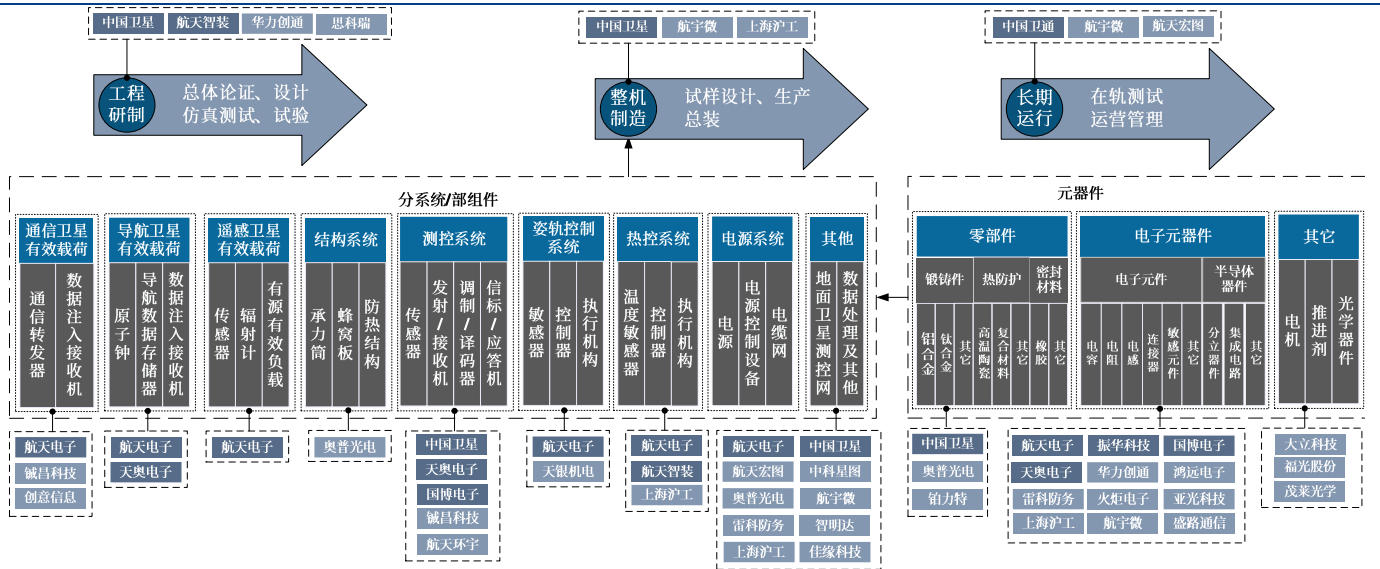 中国卫星 航天智装 华力创通 思科瑞
工程
研制
总体论证、设计
仿真测试、试验
中国卫星 航宇微 上海沪工
整机
制造
试样设计、生产
总装
中国卫通 航宇微 航天宏图
长期
运行
在轨测试
运营管理
分系统/部组件
通信卫星
有效载荷
通信转发器
数据注入接收机
航天电子
铖昌科技
创意信息
导航卫星
有效载荷
原子钟
导航数据存储器
数据注入接收机
航天电子
天奥电子
遥感卫星
有效载荷
传感器
辐射计
有源有效负载
航天电子
结构系统
承力筒
蜂窝板
防热结构
奥普光电
测控系统
传感器
发射/接收机
调制/译码器
信标/应答机
中国卫星
天奥电子
国博电子
铖昌科技
航天环宇
姿轨控制
系统
敏感器
控制器
执行机构
航天电子
天银机电
热控系统
温度敏感器
控制器
执行机构
航天电子
航天智装
上海沪工
电源系统
电源
电源控制设备
电缆网
其他
地面卫星测控网
数据处理及其他
航天电子 中国卫星
航天宏图 中科星图
奥普光电 航宇微
雷科防务 智明达
上海沪工 佳缘科技
元器件
零部件
锻铸件 热防护 密封
材料
铝合金
钛合金
其它
高温陶瓷
复合材料
其它
橡胶
其它
中国卫星
奥普光电
铂力特
电子元器件
电子元件 半导体
器件
电容
电阻
电感
连接器
敏感元件
其它
分立器件
集成电路
其它
航天电子 振华科技 国博电子
天奥电子 华力创通 鸿远电子
雷科防务 火炬电子 亚光科技
上海沪工 航宇微 盛路通信
其它
电机
推进剂
光学器件
大立科技
福光股份
茂莱光学